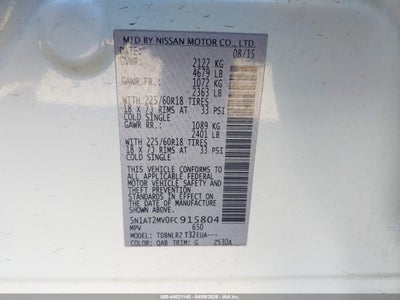 MFD BY NISSAN MOTOR CO., LTD.
DATE: 08/15
GVWR: 2122 KG
4679 LB
GAWR FR.: 1072 KG
2363 LB
WITH 225/60R18 TIRES
18 X 7J RIMS AT 33 PSI
COLD SINGLE
GAWR RR.: 1089 KG
2401 LB
WITH 225/60R18 TIRES
18 X 7J RIMS AT 33 PSI
COLD SINGLE
THIS VEHICLE CONFORMS TO
ALL APPLICABLE FEDERAL
MOTOR VEHICLE SAFETY AND
THEFT PREVENTION STANDARDS
IN EFFECT ON THE DATE OF
MANUFACTURE SHOWN ABOVE.
5N1AT2MV0FC915804
MPV 650
MODEL: TDBNLRZ T32EUA---
COLOR: QAB TRIM: G 2530A